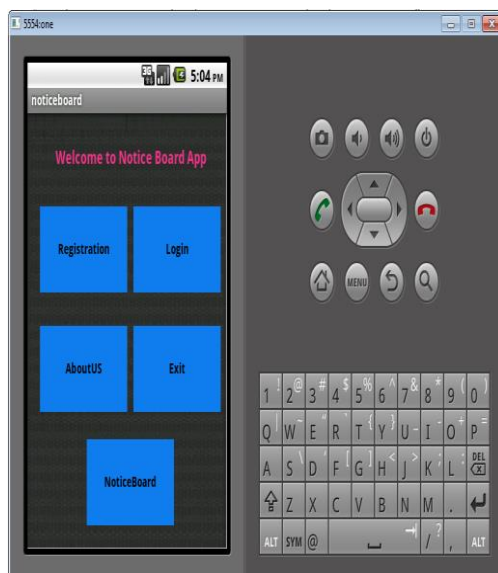 5554:one
3G 5:04 PM
noticeboard
Welcome to Notice Board App
Registration Login
AboutUS Exit
NoticeBoard
MENU
1 ! 2 @ 3 # 4 $ 5 % 6 ^ 7 & 8 * 9 ( 0 )
Q | W ~ E " R ` T { Y } U _ I - O + P =
A S \ D ' F [ G ] H < J > K ; L : DEL
Z X C V B N M .
ALT SYM @ / ? , ALT